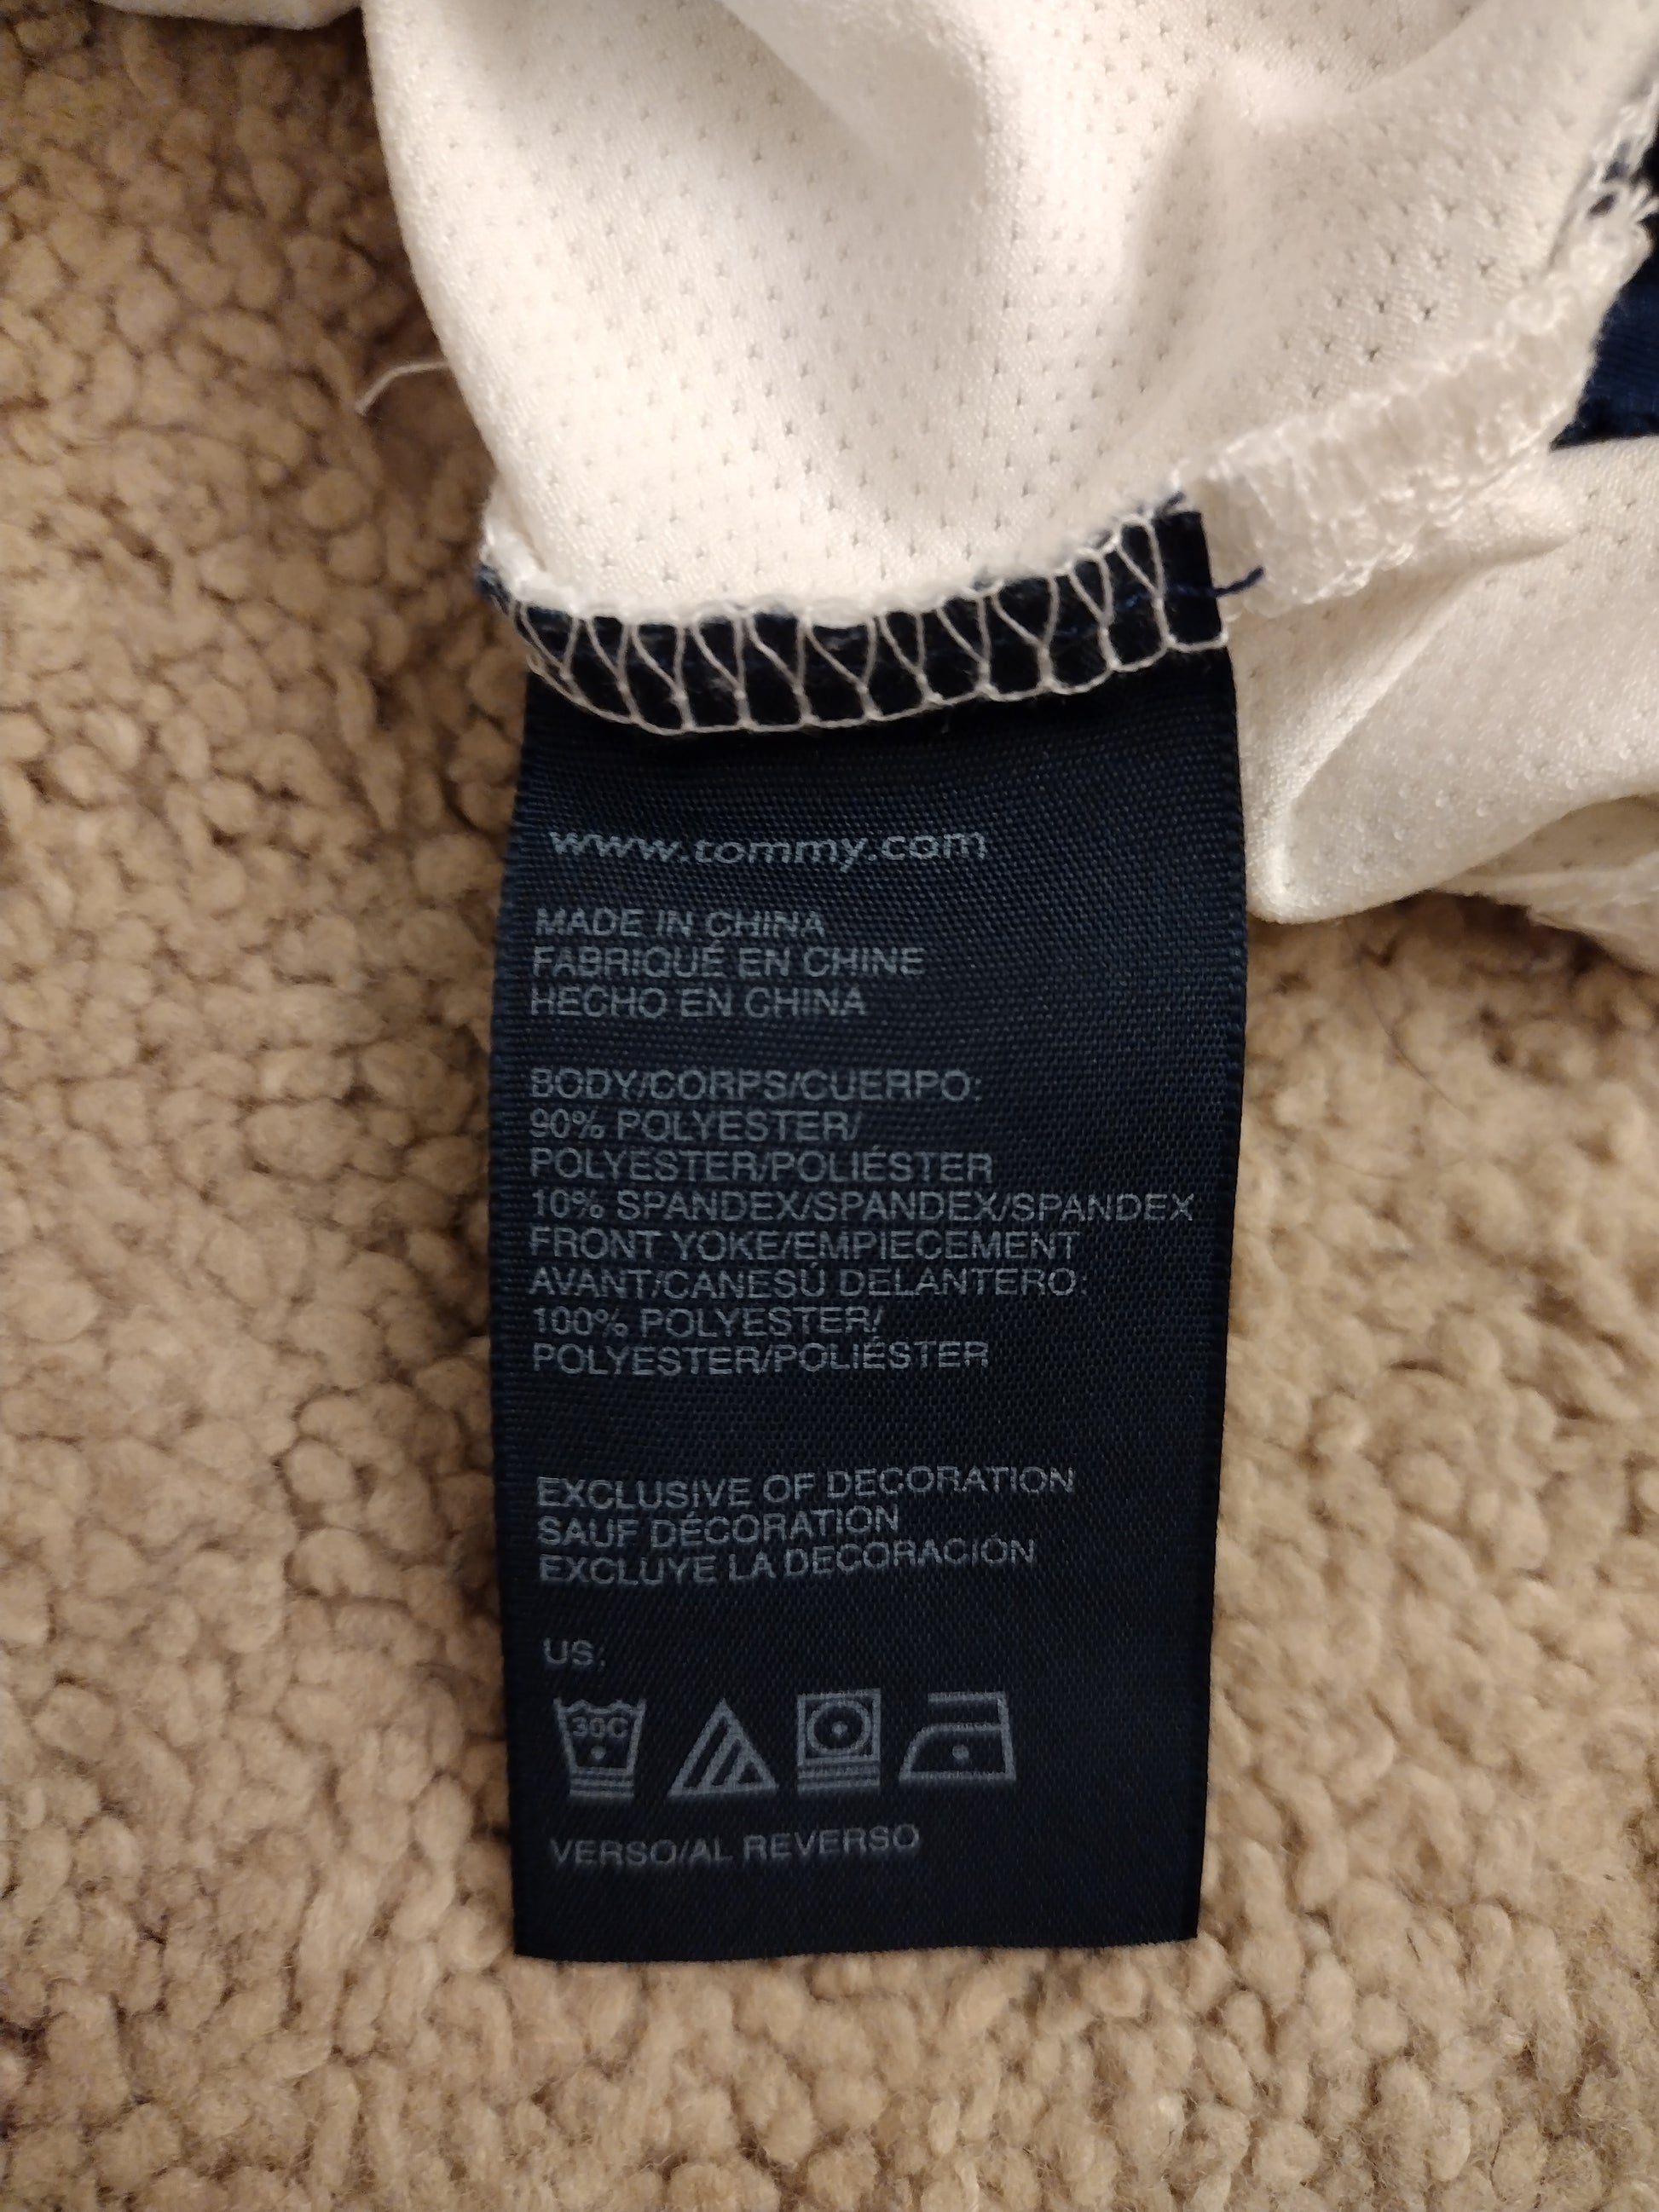 www.tommy.com
MADE IN CHINA
FABRIQUÉ EN CHINE
HECHO EN CHINA
BODY/CORPS/CUERPO:
90% POLYESTER/
POLYESTER/POLIÉSTER
10% SPANDEX/SPANDEX/SPANDEX
FRONT YOKE/EMPIECEMENT
AVANT/CANESÚ DELANTERO:
100% POLYESTER/
POLYESTER/POLIÉSTER
EXCLUSIVE OF DECORATION
SAUF DÉCORATION
EXCLUYE LA DECORACIÓN
US:
30C
VERSO/AL REVERSO